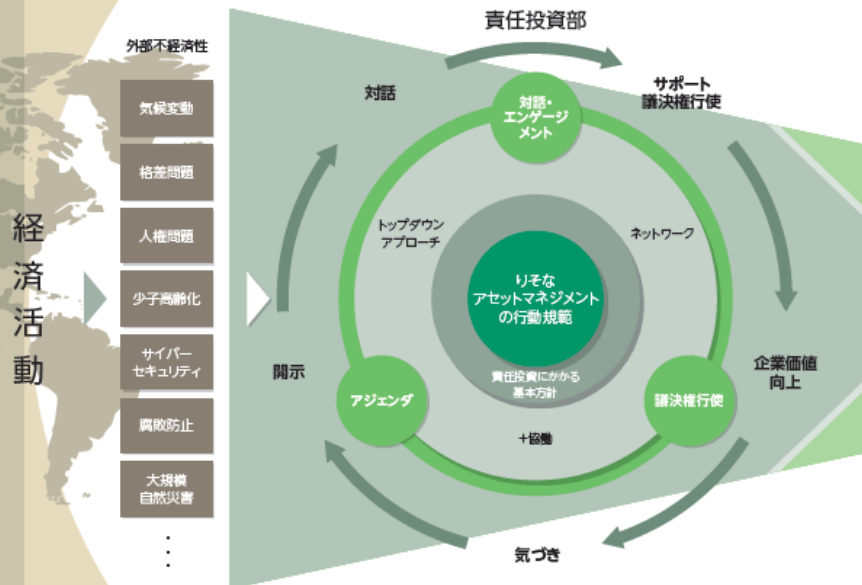 経済活動
外部不経済性
気候変動
格差問題
人権問題
少子高齢化
サイバー
セキュリティ
腐敗防止
大規模
自然災害
責任投資部
対話
サポート
議決権行使
対話・
エンゲージ
メント
トップダウン
アプローチ
ネットワーク
りそな
アセットマネジメント
の行動規範
責任投資にかかる
基本方針
開示
アジェンダ
議決権行使
企業価値
向上
+協働
気づき